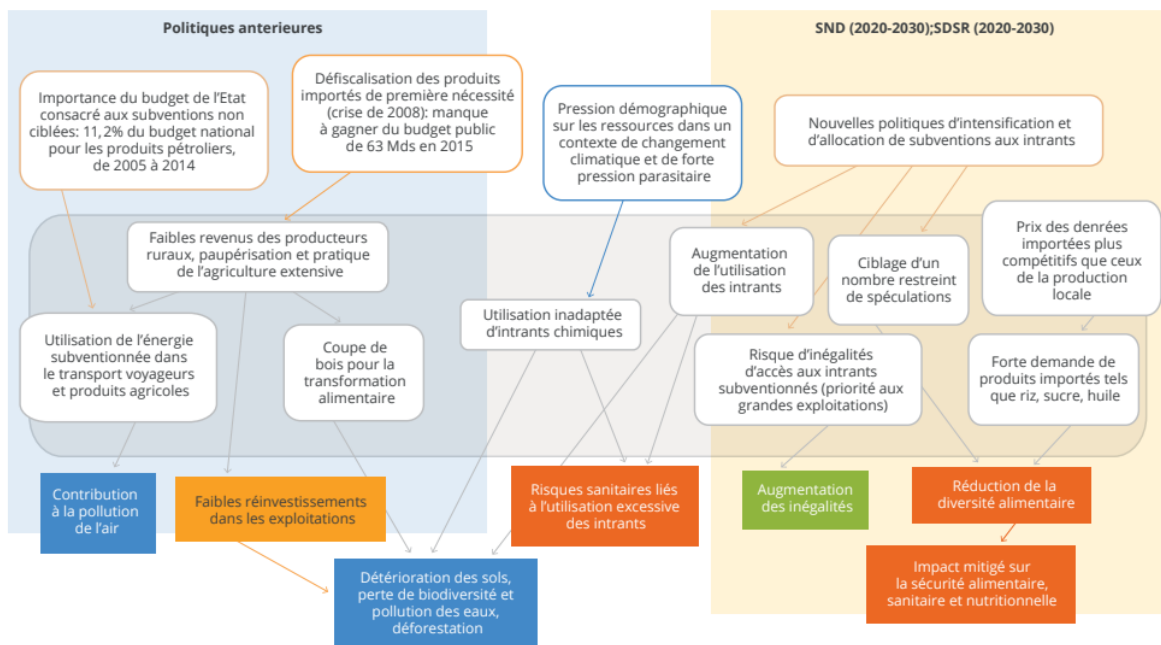 Politiques anterieures
SND (2020-2030);SDSR (2020-2030)
Importance du budget de l’Etat
consacré aux subventions non
ciblées: 11,2% du budget national
pour les produits pétroliers,
de 2005 à 2014
Défiscalisation des produits
importés de première nécessité
(crise de 2008): manque
à gagner du budget public
de 63 Mds en 2015
Pression démographique
sur les ressources dans un
contexte de changement
climatique et de forte
pression parasitaire
Nouvelles politiques d’intensification et
d’allocation de subventions aux intrants
Faibles revenus des producteurs
ruraux, paupérisation et pratique
de l’agriculture extensive
Augmentation
de l’utilisation
des intrants
Ciblage d’un
nombre restreint
de spéculations
Prix des denrées
importées plus
compétitifs que ceux
de la production
locale
Utilisation de l’énergie
subventionnée dans
le transport voyageurs
et produits agricoles
Coupe de
bois pour la
transformation
alimentaire
Utilisation inadaptée
d’intrants chimiques
Risque d’inégalités
d’accès aux intrants
subventionnés (priorité aux
grandes exploitations)
Forte demande de
produits importés tels
que riz, sucre, huile
Contribution
à la pollution
de l’air
Faibles réinvestissements
dans les exploitations
Risques sanitaires liés
à l’utilisation excessive
des intrants
Augmentation
des inégalités
Réduction de la
diversité alimentaire
Détérioration des sols,
perte de biodiversité et
pollution des eaux,
déforestation
Impact mitigé sur
la sécurité alimentaire,
sanitaire et nutritionnelle